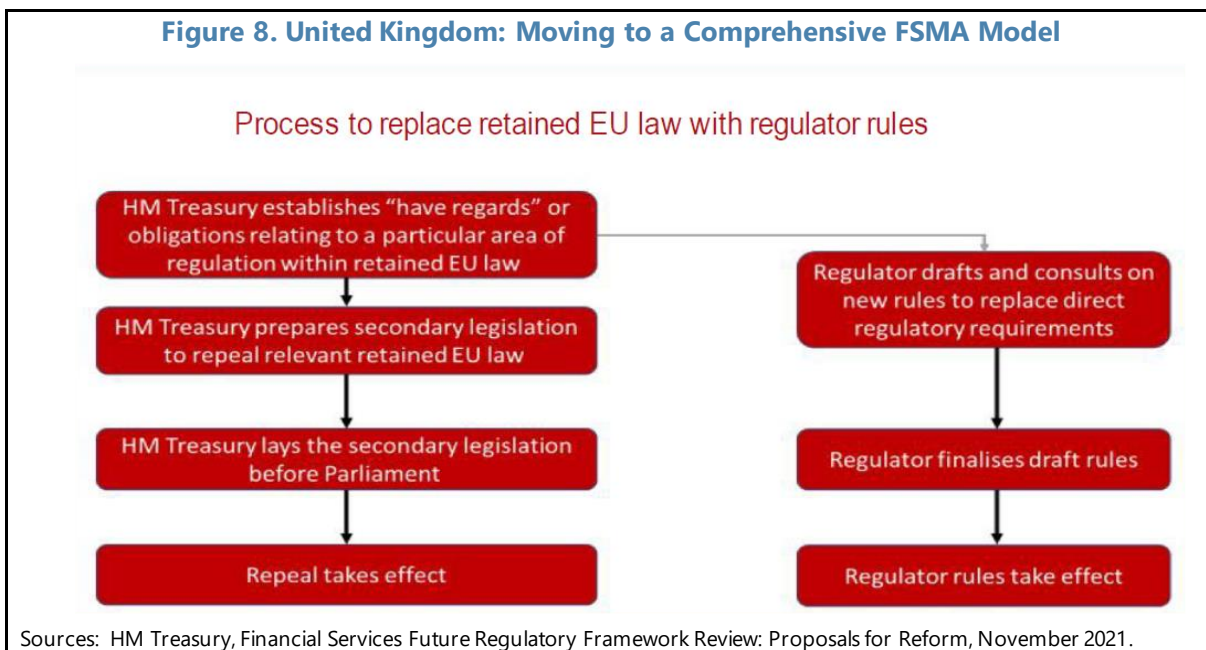 Figure 8. United Kingdom: Moving to a Comprehensive FSMA Model
Process to replace retained EU law with regulator rules
HM Treasury establishes “have regards” or
obligations relating to a particular area of
regulation within retained EU law
HM Treasury prepares secondary legislation
to repeal relevant retained EU law
HM Treasury lays the secondary legislation
before Parliament
Repeal takes effect
Regulator drafts and consults on
new rules to replace direct
regulatory requirements
Regulator finalises draft rules
Regulator rules take effect
Sources: HM Treasury, Financial Services Future Regulatory Framework Review: Proposals for Reform, November 2021.